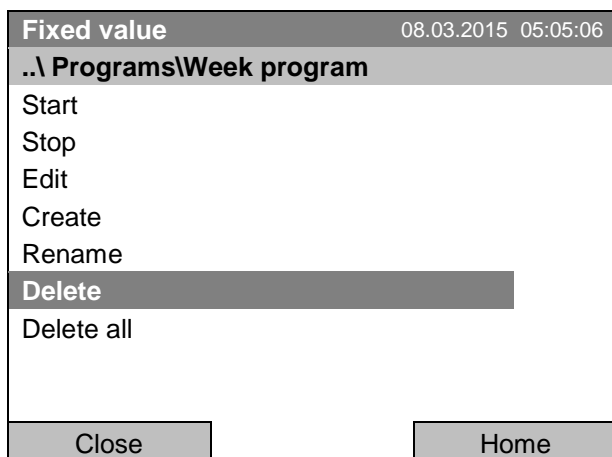 Fixed value 08.03.2015 05:05:06
..\ Programs\Week program
Start
Stop
Edit
Create
Rename
Delete
Delete all
Close Home